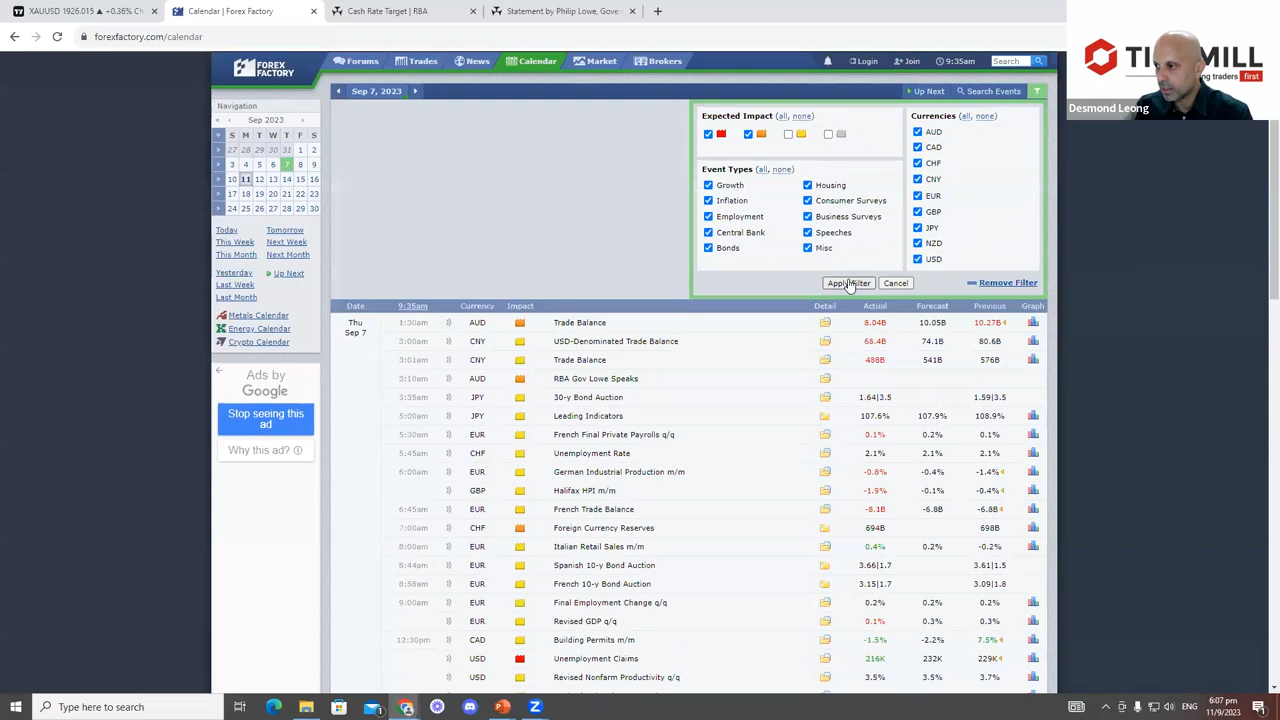 XAUUSD 1926.015 ▲ +0.36%
Calendar | Forex Factory
Cash Rate Target | RBA
Statement by Philip Lowe, Gove
forexfactory.com/calendar
FOREX FACTORY
Forums
Trades
News
Calendar
Market
Brokers
Login
Join
9:35am
Search
Navigation
Sep 2023
S M T W T F S
27 28 29 30 31 1 2
3 4 5 6 7 8 9
10 11 12 13 14 15 16
17 18 19 20 21 22 23
24 25 26 27 28 29 30
Today Tomorrow
This Week Next Week
This Month Next Month
Yesterday Up Next
Last Week
Last Month
Metals Calendar
Energy Calendar
Crypto Calendar
Ads by
Google
Stop seeing this
ad
Why this ad?
Sep 7, 2023
Up Next
Search Events
Expected Impact (all, none)
Event Types (all, none)
Growth Housing
Inflation Consumer Surveys
Employment Business Surveys
Central Bank Speeches
Bonds Misc
Currencies (all, none)
AUD
CAD
CHF
CNY
EUR
GBP
JPY
NZD
USD
Apply Filter Cancel Remove Filter
Date 9:35am Currency Impact Detail Actual Forecast Previous Graph
Thu
Sep 7
1:30am AUD Trade Balance 8.04B 10.05B 10.27B
3:00am CNY USD-Denominated Trade Balance 68.4B 74.1B 80.6B
3:01am CNY Trade Balance 488B 541B 576B
3:10am AUD RBA Gov Lowe Speaks
3:35am JPY 30-y Bond Auction 1.64|3.5 1.59|3.5
5:00am JPY Leading Indicators 107.6% 107.9% 108.9%
5:30am EUR French Final Private Payrolls q/q 0.1% 0.2% 0.1%
5:45am CHF Unemployment Rate 2.1% 2.1% 2.1%
6:00am EUR German Industrial Production m/m -0.8% -0.4% -1.4%
GBP Halifax HPI m/m -1.9% -0.1% -0.4%
6:45am EUR French Trade Balance -8.1B -6.8B -6.8B
7:00am CHF Foreign Currency Reserves 694B 698B
8:00am EUR Italian Retail Sales m/m 0.4% 0.2% -0.2%
8:44am EUR Spanish 10-y Bond Auction 3.66|1.7 3.61|1.5
8:58am EUR French 10-y Bond Auction 3.15|1.7 3.09|1.8
9:00am EUR Final Employment Change q/q 0.2% 0.2% 0.2%
EUR Revised GDP q/q 0.1% 0.3% 0.3%
12:30pm CAD Building Permits m/m -1.5% -2.2% 7.5%
USD Unemployment Claims 216K 232K 229K
USD Revised Nonfarm Productivity q/q 3.5% 3.5% 3.7%
MILL
ing traders first
Desmond Leong
Type here to search
6:07 pm
11/9/2023